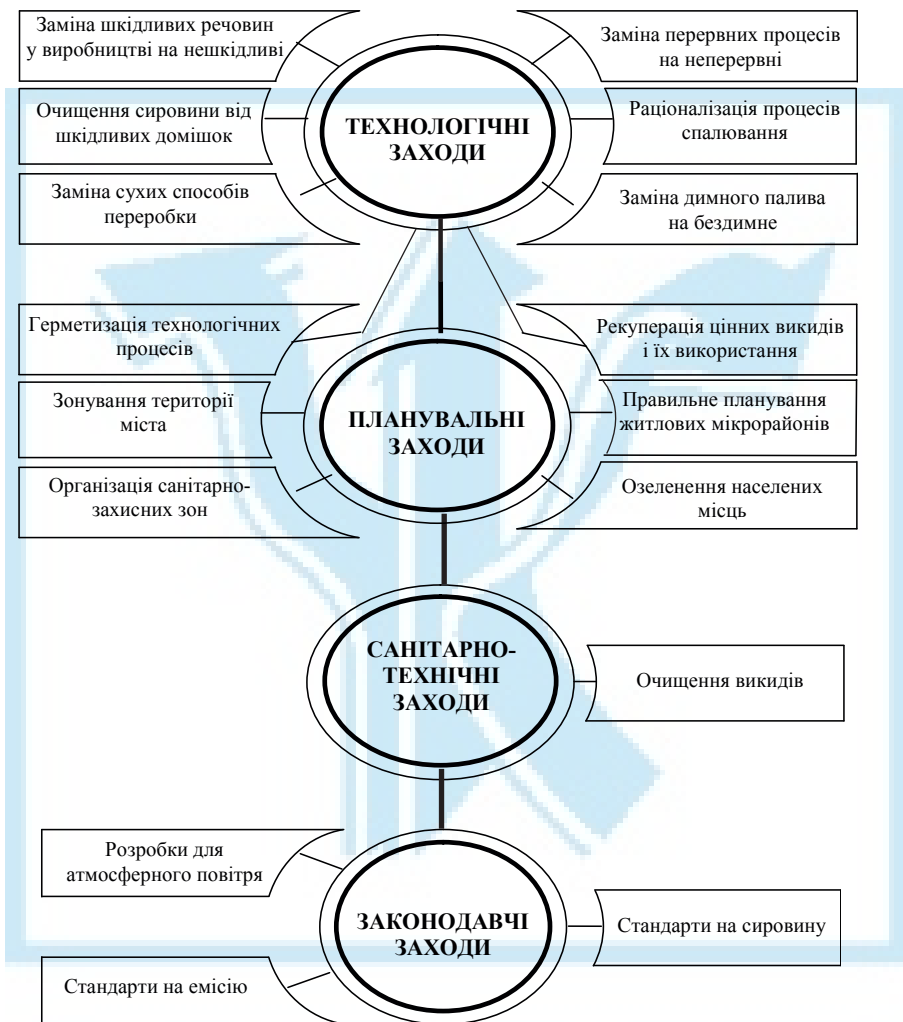 Заміна шкідливих речовин
у виробництві на нешкідливі
Заміна перервних процесів
на неперервні
Очищення сировини від
шкідливих домішок
ТЕХНОЛОГІЧНІ
ЗАХОДИ
Раціоналізація процесів
спалювання
Заміна сухих способів
переробки
Заміна димного палива
на бездимне
Герметизація технологічних
процесів
Рекуперація цінних викидів
і їх використання
Зонування території
міста
ПЛАНУВАЛЬНІ
ЗАХОДИ
Правильне планування
житлових мікрорайонів
Організація санітарно-
захисних зон
Озеленення населених
місць
САНІТАРНО-
ТЕХНІЧНІ
ЗАХОДИ
Очищення викидів
Розробки для
атмосферного повітря
ЗАКОНОДАВЧІ
ЗАХОДИ
Стандарти на сировину
Стандарти на емісію